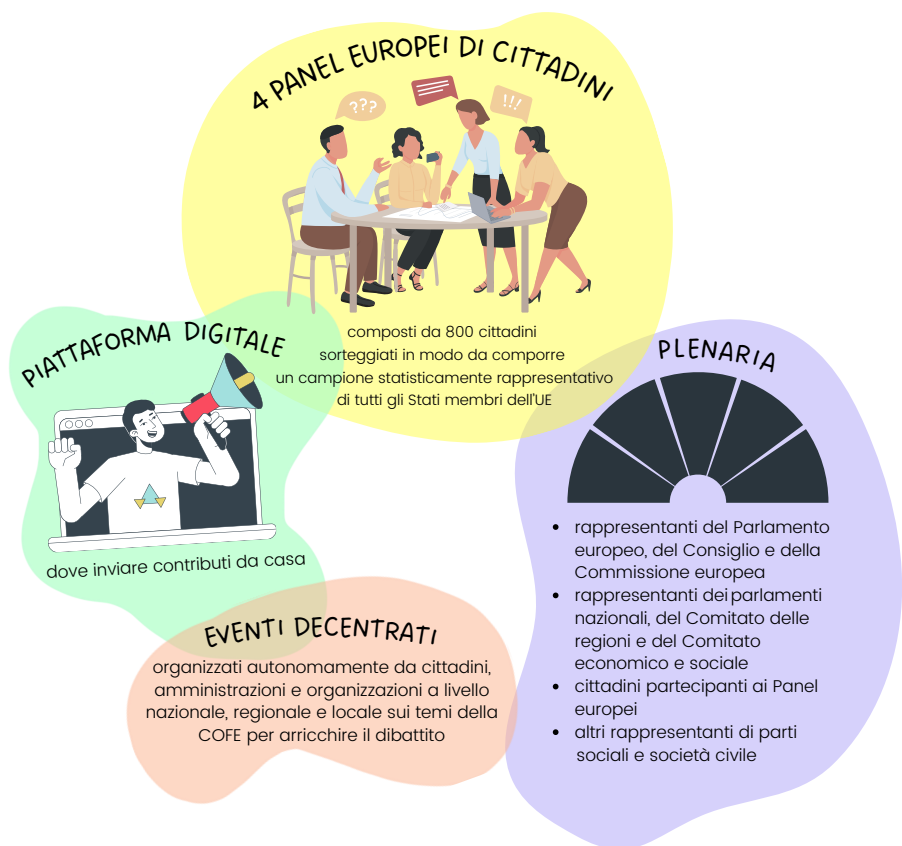 4 PANEL EUROPEI DI CITTADINI
???
!!!
composti da 800 cittadini
sorteggiati in modo da comporre
un campione statisticamente rappresentativo
di tutti gli Stati membri dell'UE
PIATTAFORMA DIGITALE
dove inviare contributi da casa
PLENARIA
• rappresentanti del Parlamento
europeo, del Consiglio e della
Commissione europea
• rappresentanti dei parlamenti
nazionali, del Comitato delle
regioni e del Comitato
economico e sociale
• cittadini partecipanti ai Panel
europei
• altri rappresentanti di parti
sociali e società civile
EVENTI DECENTRATI
organizzati autonomamente da cittadini,
amministrazioni e organizzazioni a livello
nazionale, regionale e locale sui temi della
COFE per arricchire il dibattito